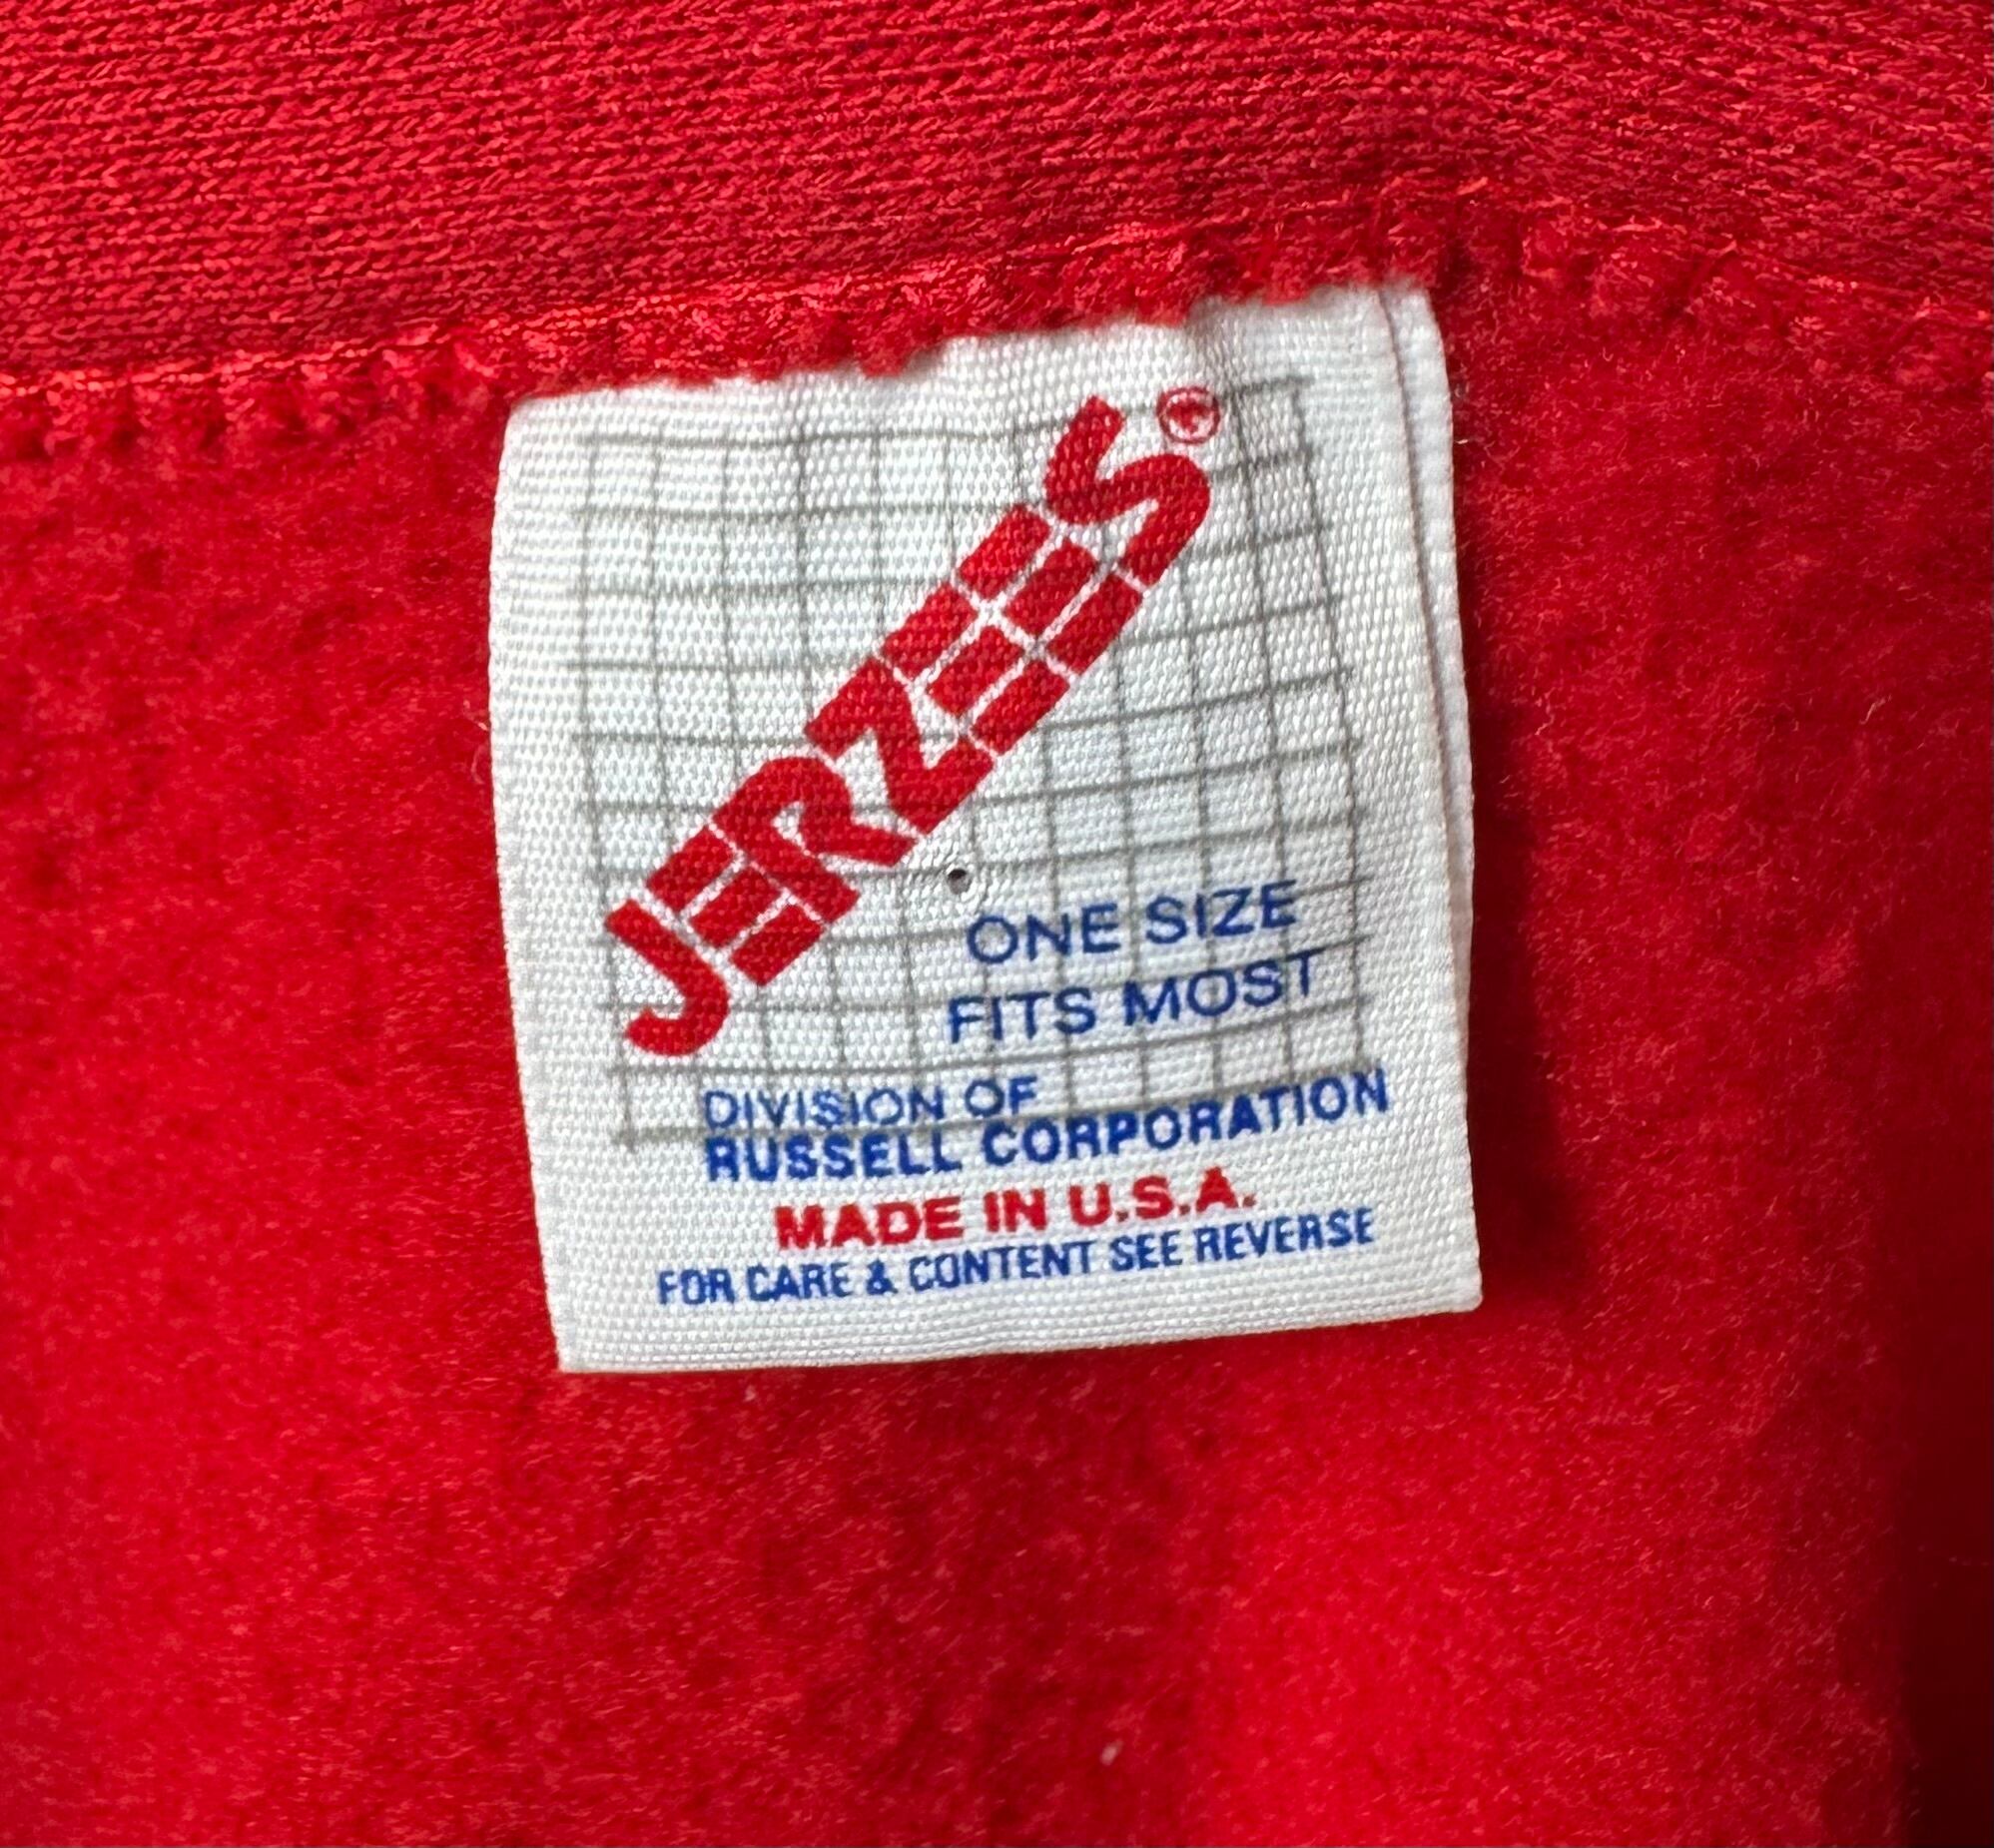 JERZEES®
ONE SIZE
FITS MOST
DIVISION OF
RUSSELL CORPORATION
MADE IN U.S.A.
FOR CARE & CONTENT SEE REVERSE